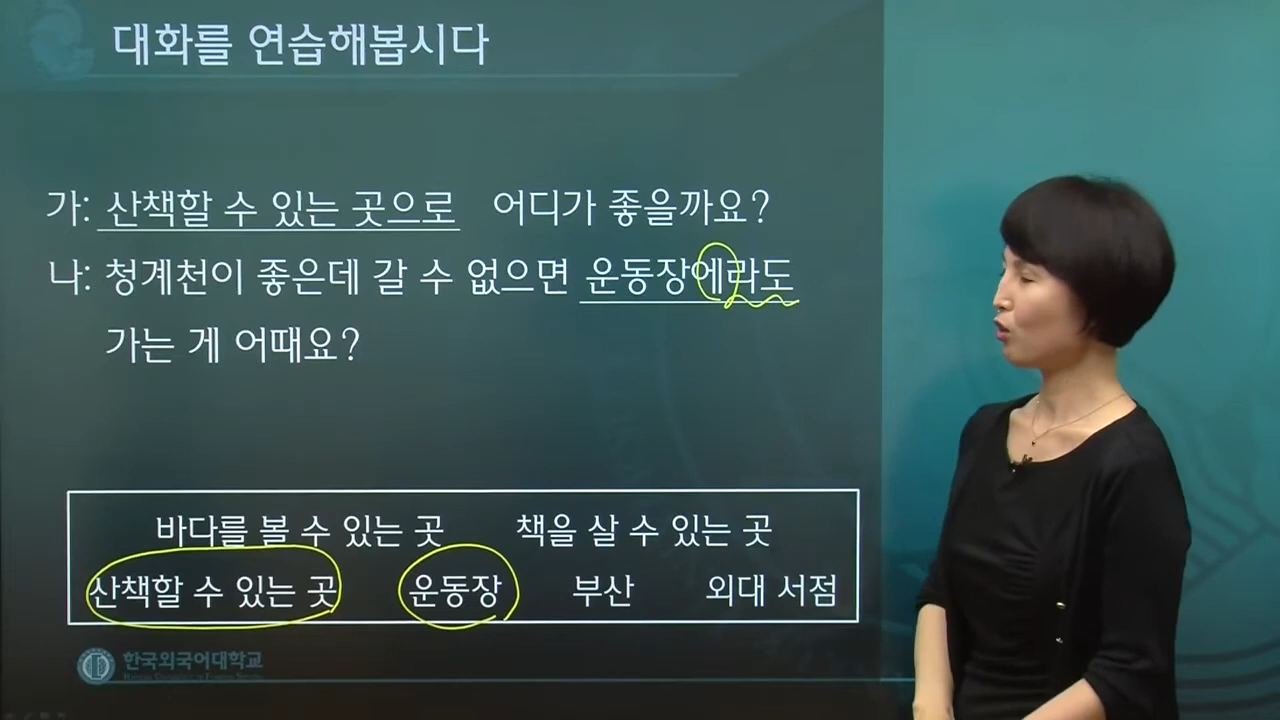 대화를 연습해봅시다
가: 산책할 수 있는 곳으로 어디가 좋을까요?
나: 청계천이 좋은데 갈 수 없으면 운동장에라도
가는 게 어때요?
바다를 볼 수 있는 곳 책을 살 수 있는 곳
산책할 수 있는 곳 운동장 부산 외대 서점
한국외국어대학교